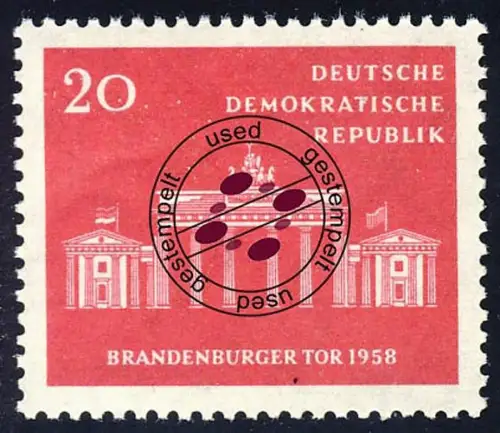 20
DEUTSCHE
DEMOKRATISCHE
REPUBLIK
used
gestempelt
gestempelt
used
BRANDENBURGER TOR 1958